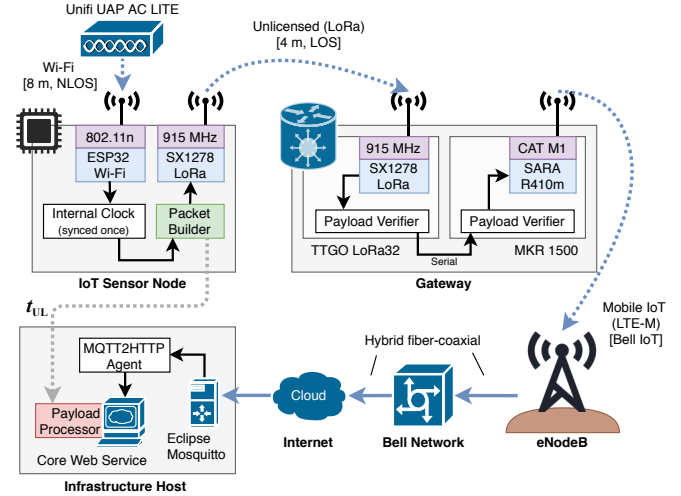 Unifi UAP AC LITE
Wi-Fi
[8 m, NLOS]
Unlicensed (LoRa)
[4 m, LOS]
802.11n
ESP32
Wi-Fi
915 MHz
SX1278
LoRa
Internal Clock
(synced once)
Packet
Builder
IoT Sensor Node
915 MHz
SX1278
LoRa
Payload Verifier
TTGO LoRa32
Serial
CAT M1
SARA
R410m
Payload Verifier
MKR 1500
Gateway
Mobile IoT
(LTE-M)
[Bell IoT]
tUL
MQTT2HTTP
Agent
Payload
Processor
Core Web Service
Eclipse
Mosquitto
Infrastructure Host
Cloud
Internet
Hybrid fiber-coaxial
Bell Network
eNodeB